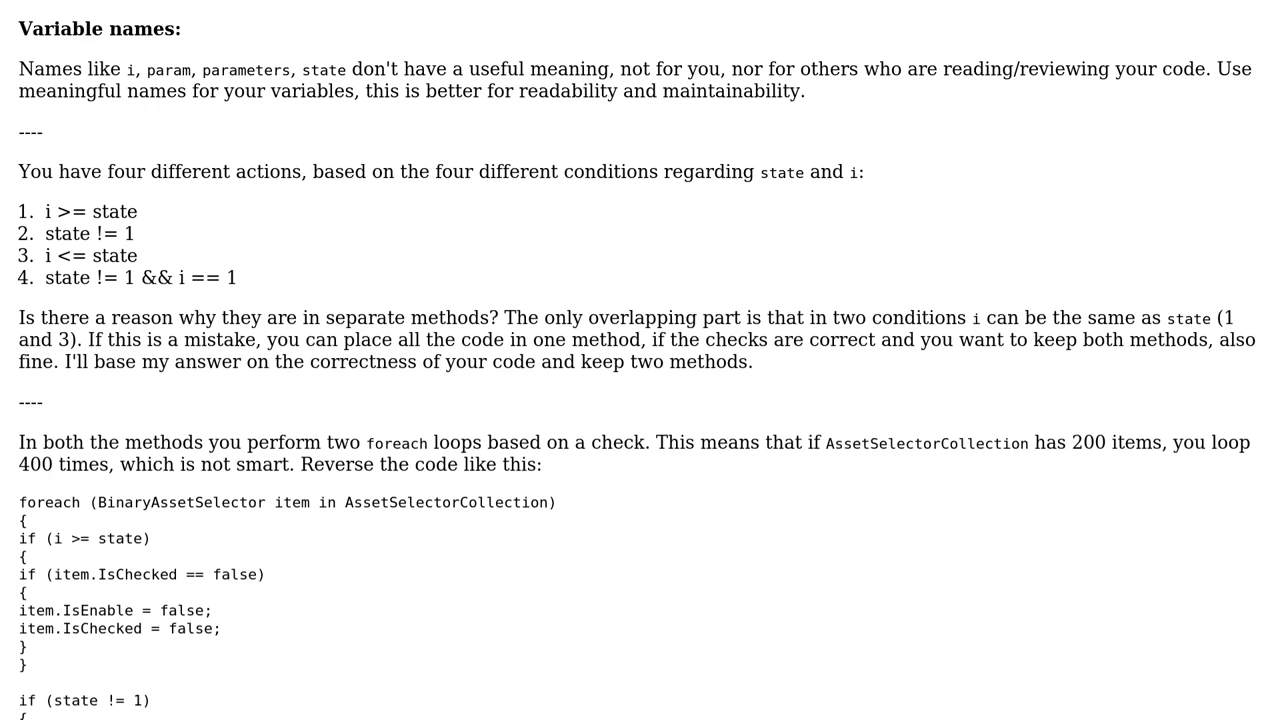 Variable names:
Names like i, param, parameters, state don't have a useful meaning, not for you, nor for others who are reading/reviewing your code. Use
meaningful names for your variables, this is better for readability and maintainability.
----
You have four different actions, based on the four different conditions regarding state and i:
1. i >= state
2. state != 1
3. i <= state
4. state != 1 && i == 1
Is there a reason why they are in separate methods? The only overlapping part is that in two conditions i can be the same as state (1
and 3). If this is a mistake, you can place all the code in one method, if the checks are correct and you want to keep both methods, also
fine. I'll base my answer on the correctness of your code and keep two methods.
----
In both the methods you perform two foreach loops based on a check. This means that if AssetSelectorCollection has 200 items, you loop
400 times, which is not smart. Reverse the code like this:
foreach (BinaryAssetSelector item in AssetSelectorCollection)
{
if (i >= state)
{
if (item.IsChecked == false)
{
item.IsEnable = false;
item.IsChecked = false;
}
}
if (state != 1)
{